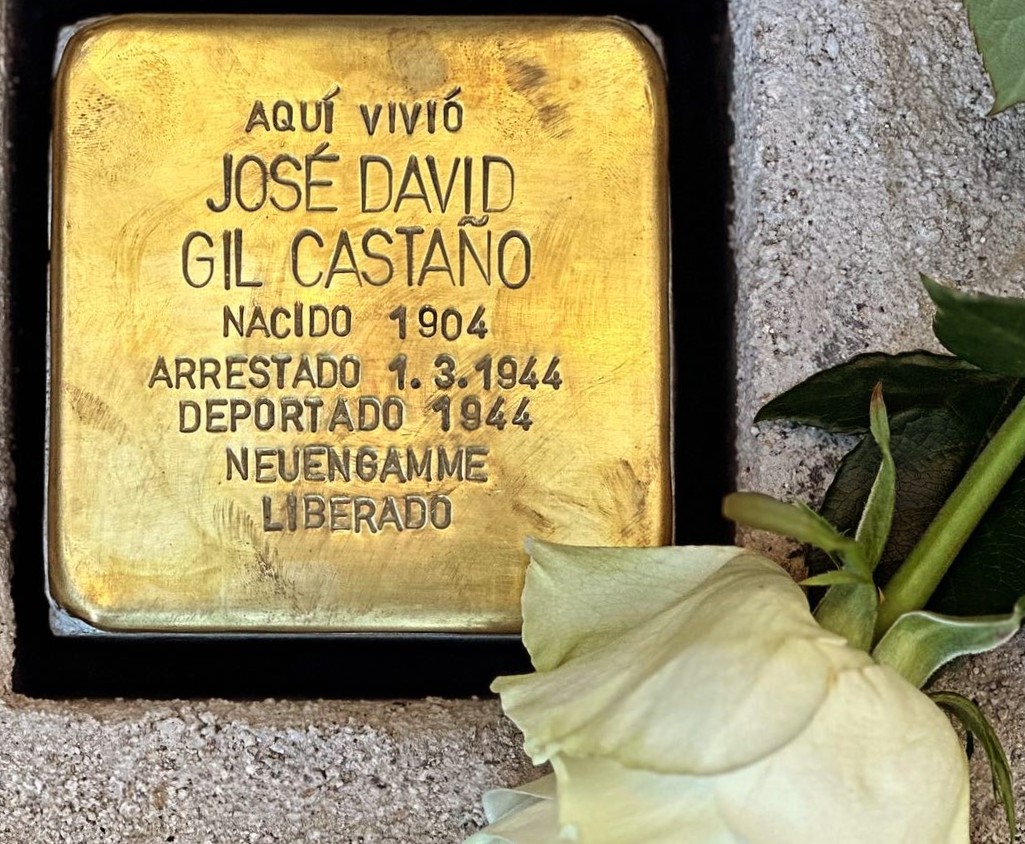 AQUÍ VIVIÓ
JOSÉ DAVID
GIL CASTAÑO
NACIDO 1904
ARRESTADO 1.3.1944
DEPORTADO 1944
NEUENGAMME
LIBERADO